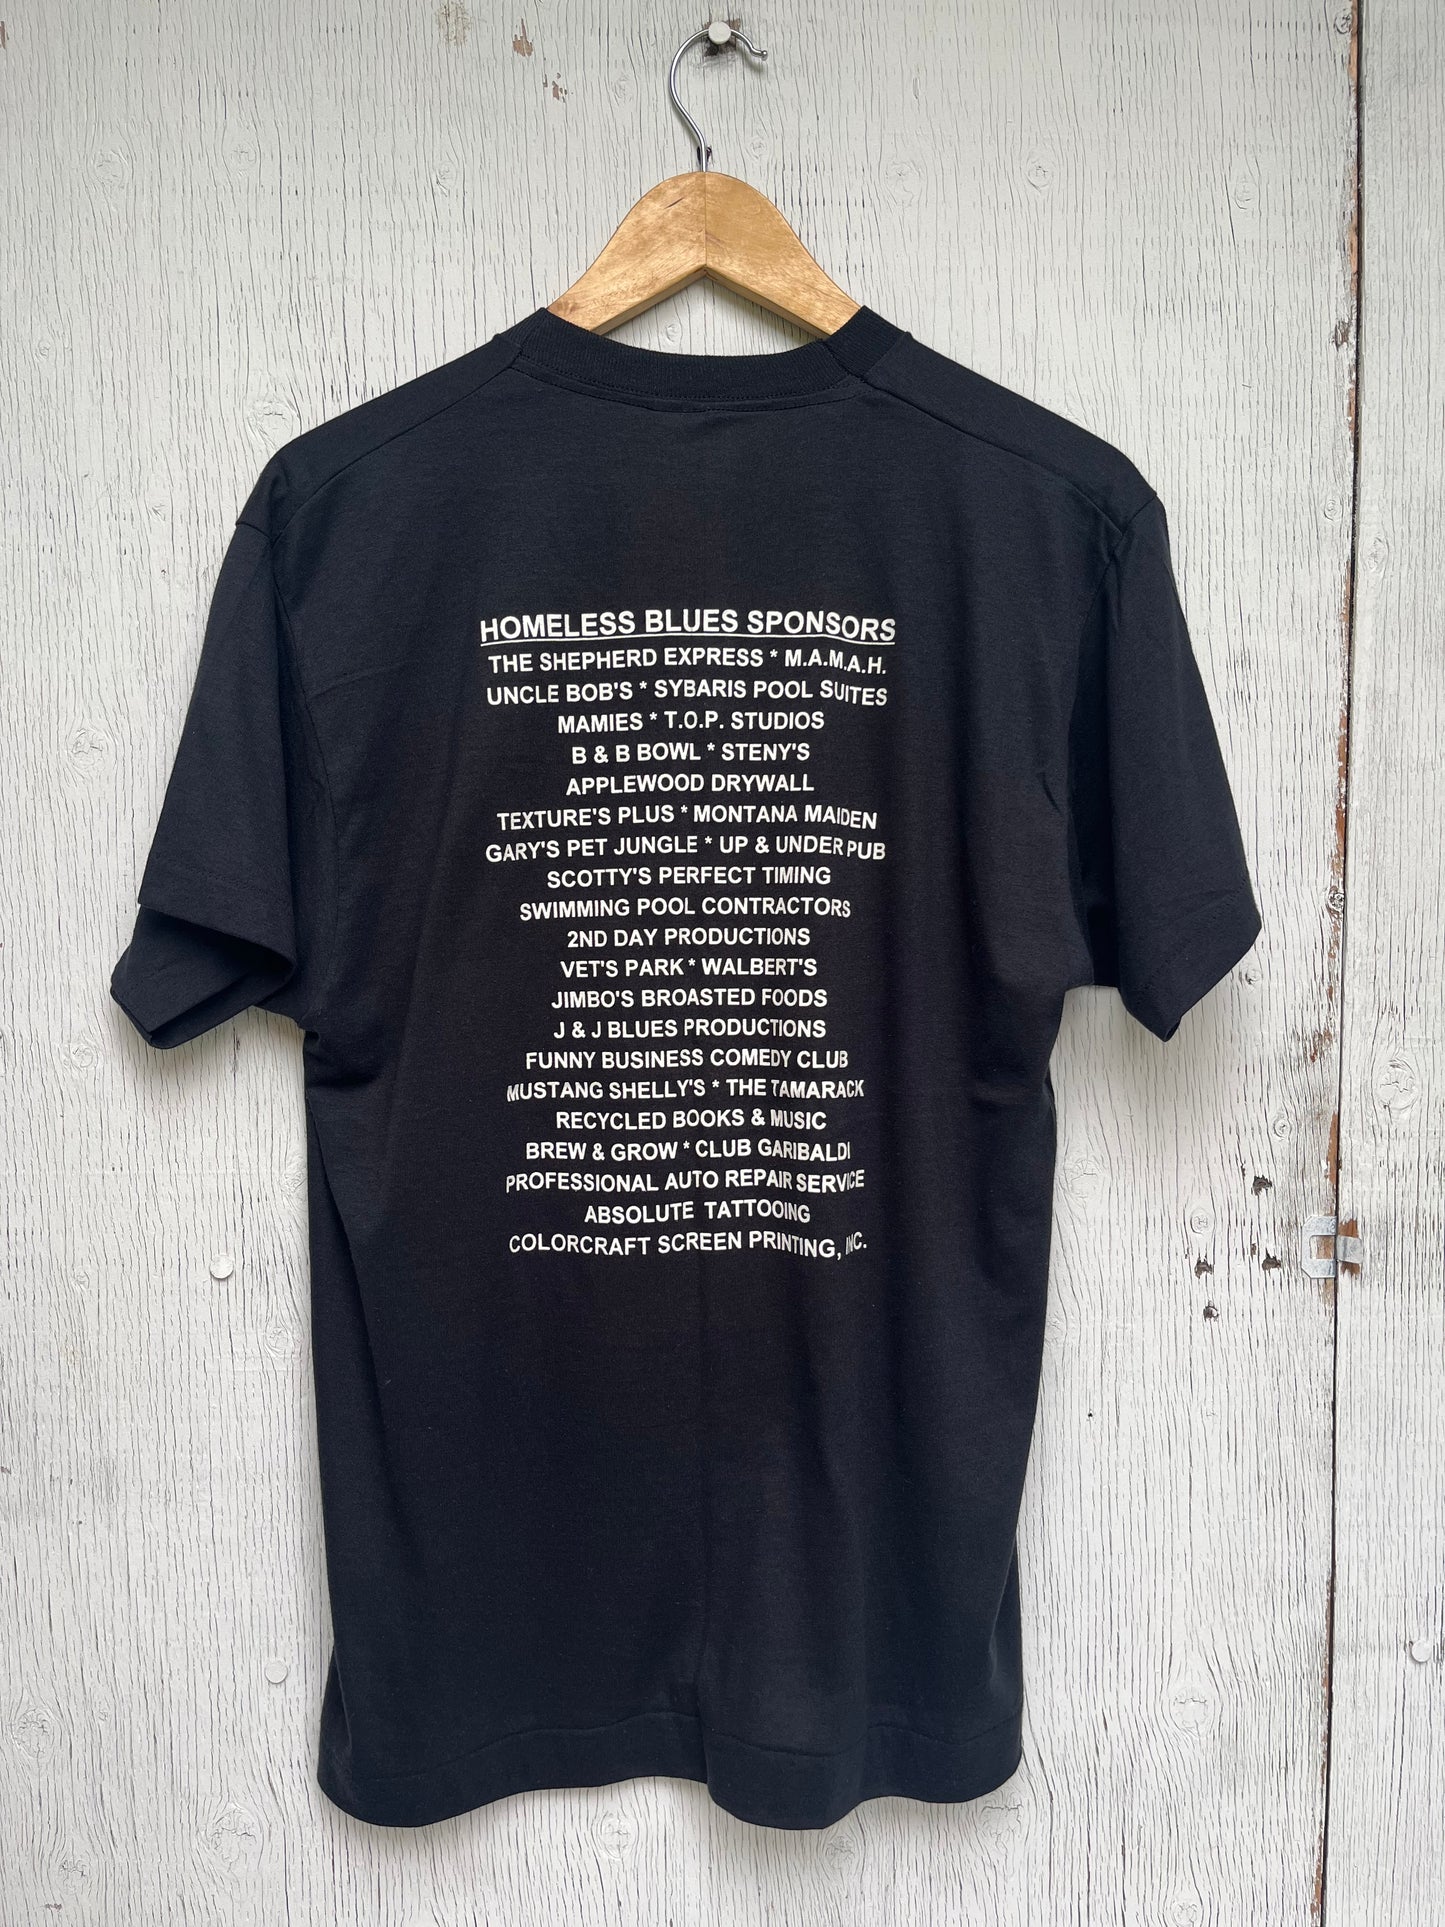 HOMELESS BLUES SPONSORS
THE SHEPHERD EXPRESS * M.A.M.A.H.
UNCLE BOB'S * SYBARIS POOL SUITES
MAMIES * T.O.P. STUDIOS
B & B BOWL * STENY'S
APPLEWOOD DRYWALL
TEXTURE'S PLUS * MONTANA MAIDEN
GARY'S PET JUNGLE * UP & UNDER PUB
SCOTTY'S PERFECT TIMING
SWIMMING POOL CONTRACTORS
2ND DAY PRODUCTIONS
VET'S PARK * WALBERT'S
JIMBO'S BROASTED FOODS
J & J BLUES PRODUCTIONS
FUNNY BUSINESS COMEDY CLUB
MUSTANG SHELLY'S * THE TAMARACK
RECYCLED BOOKS & MUSIC
BREW & GROW * CLUB GARIBALDI
PROFESSIONAL AUTO REPAIR SERVICE
ABSOLUTE TATTOOING
COLORCRAFT SCREEN PRINTING, INC.